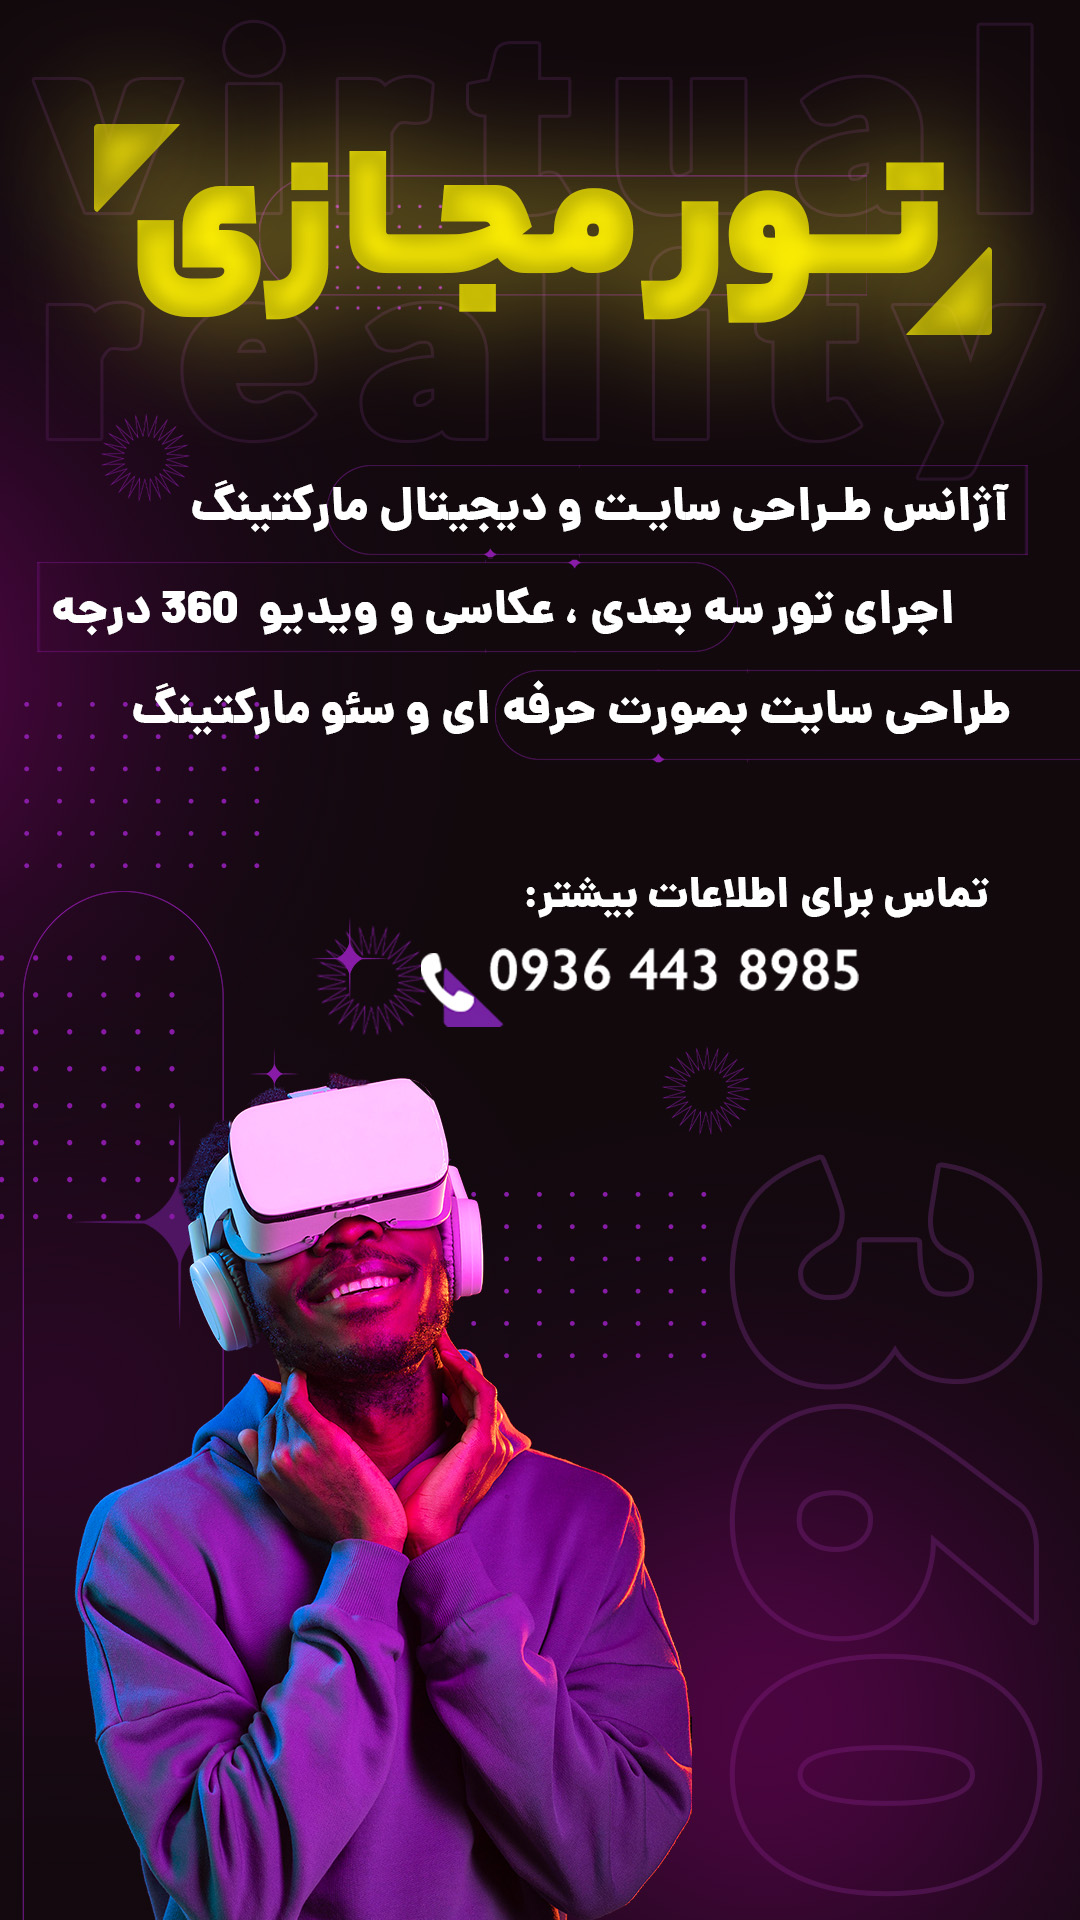 virtual
تـور مجـازی
reality
آژانس طـراحی سایـت و دیجیتال مارکتینگ
اجرای تور سه بعدی ، عکاسی و ویدیو 360 درجه
طراحی سایت بصورت حرفه ای و سئو مارکتینگ
تماس برای اطلاعات بیشتر:
0936 443 8985
360